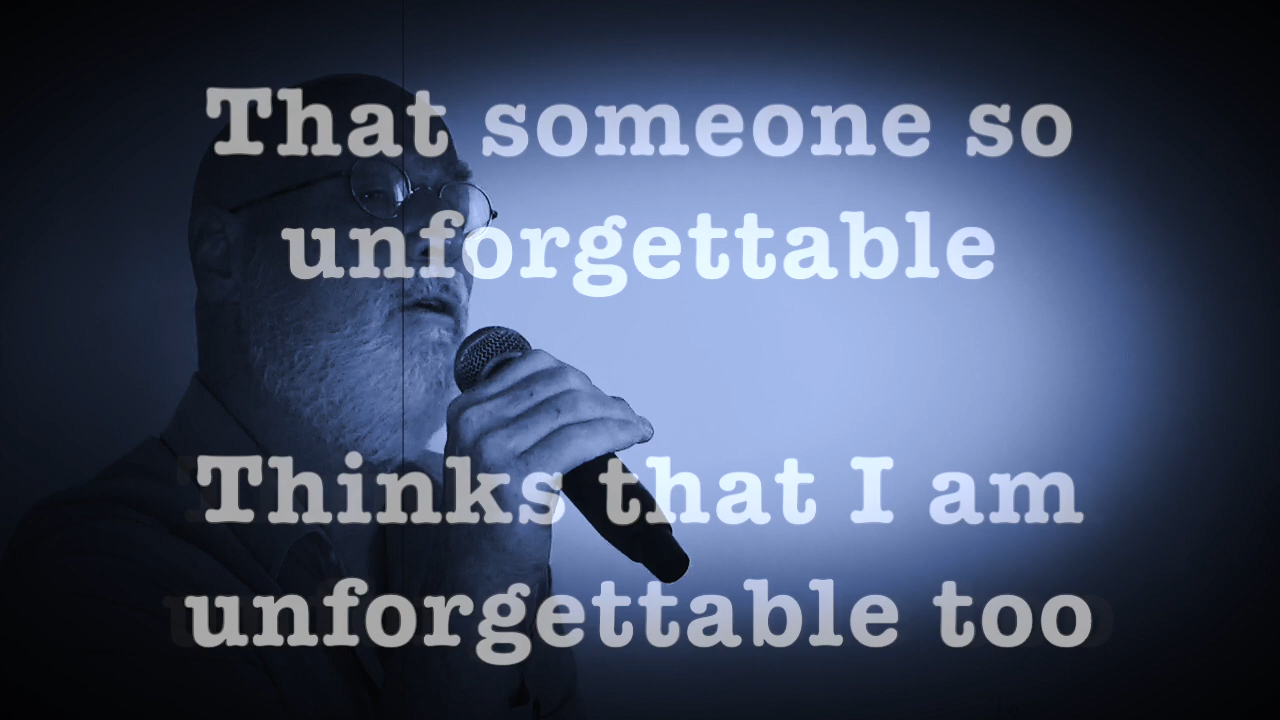 That someone so
unforgettable
Thinks that I am
unforgettable too